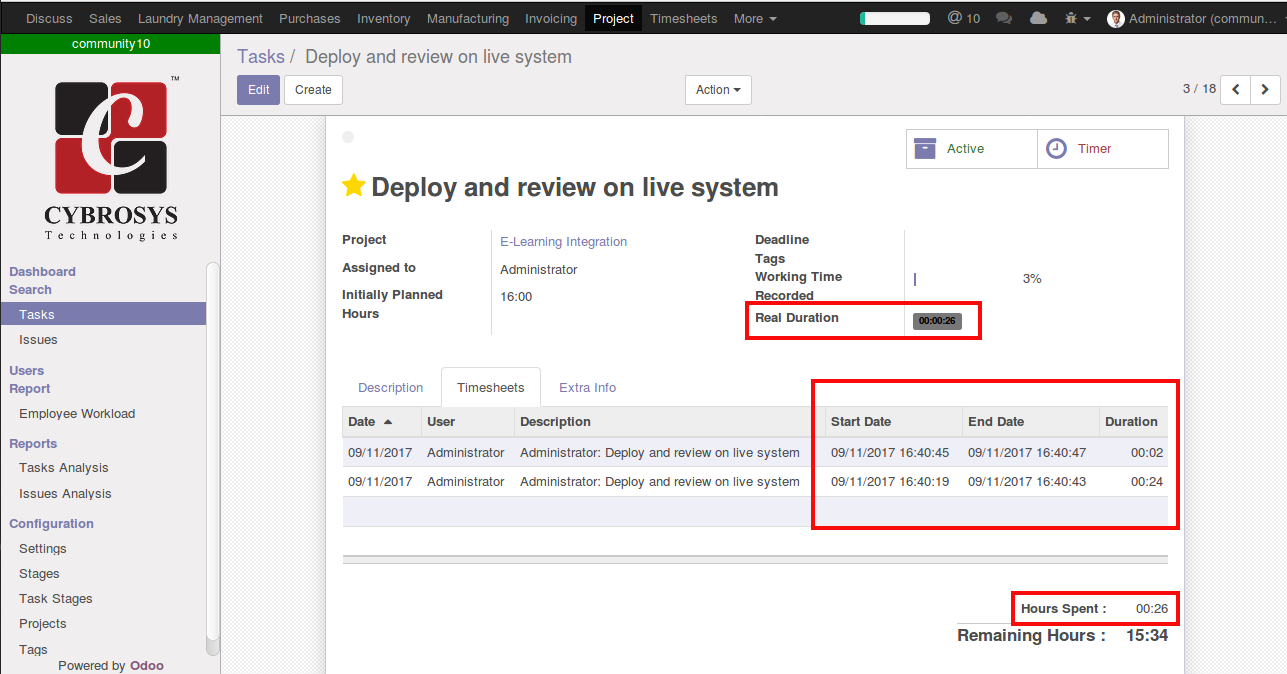 Discuss Sales Laundry Management Purchases Inventory Manufacturing Invoicing Project Timesheets More @ 10 Administrator (commun...
community10
TM
C
CYBROSYS
Technologies
Dashboard
Search
Tasks
Issues
Users
Report
Employee Workload
Reports
Tasks Analysis
Issues Analysis
Configuration
Settings
Stages
Task Stages
Projects
Tags
Powered by Odoo
Tasks / Deploy and review on live system
Edit Create Action 3 / 18
Active Timer
Deploy and review on live system
Project E-Learning Integration
Assigned to Administrator
Initially Planned Hours 16:00
Deadline
Tags
Working Time Recorded 3%
Real Duration 00:00:26
Description Timesheets Extra Info
Date User Description Start Date End Date Duration
09/11/2017 Administrator Administrator: Deploy and review on live system 09/11/2017 16:40:45 09/11/2017 16:40:47 00:02
09/11/2017 Administrator Administrator: Deploy and review on live system 09/11/2017 16:40:19 09/11/2017 16:40:43 00:24
Hours Spent : 00:26
Remaining Hours : 15:34